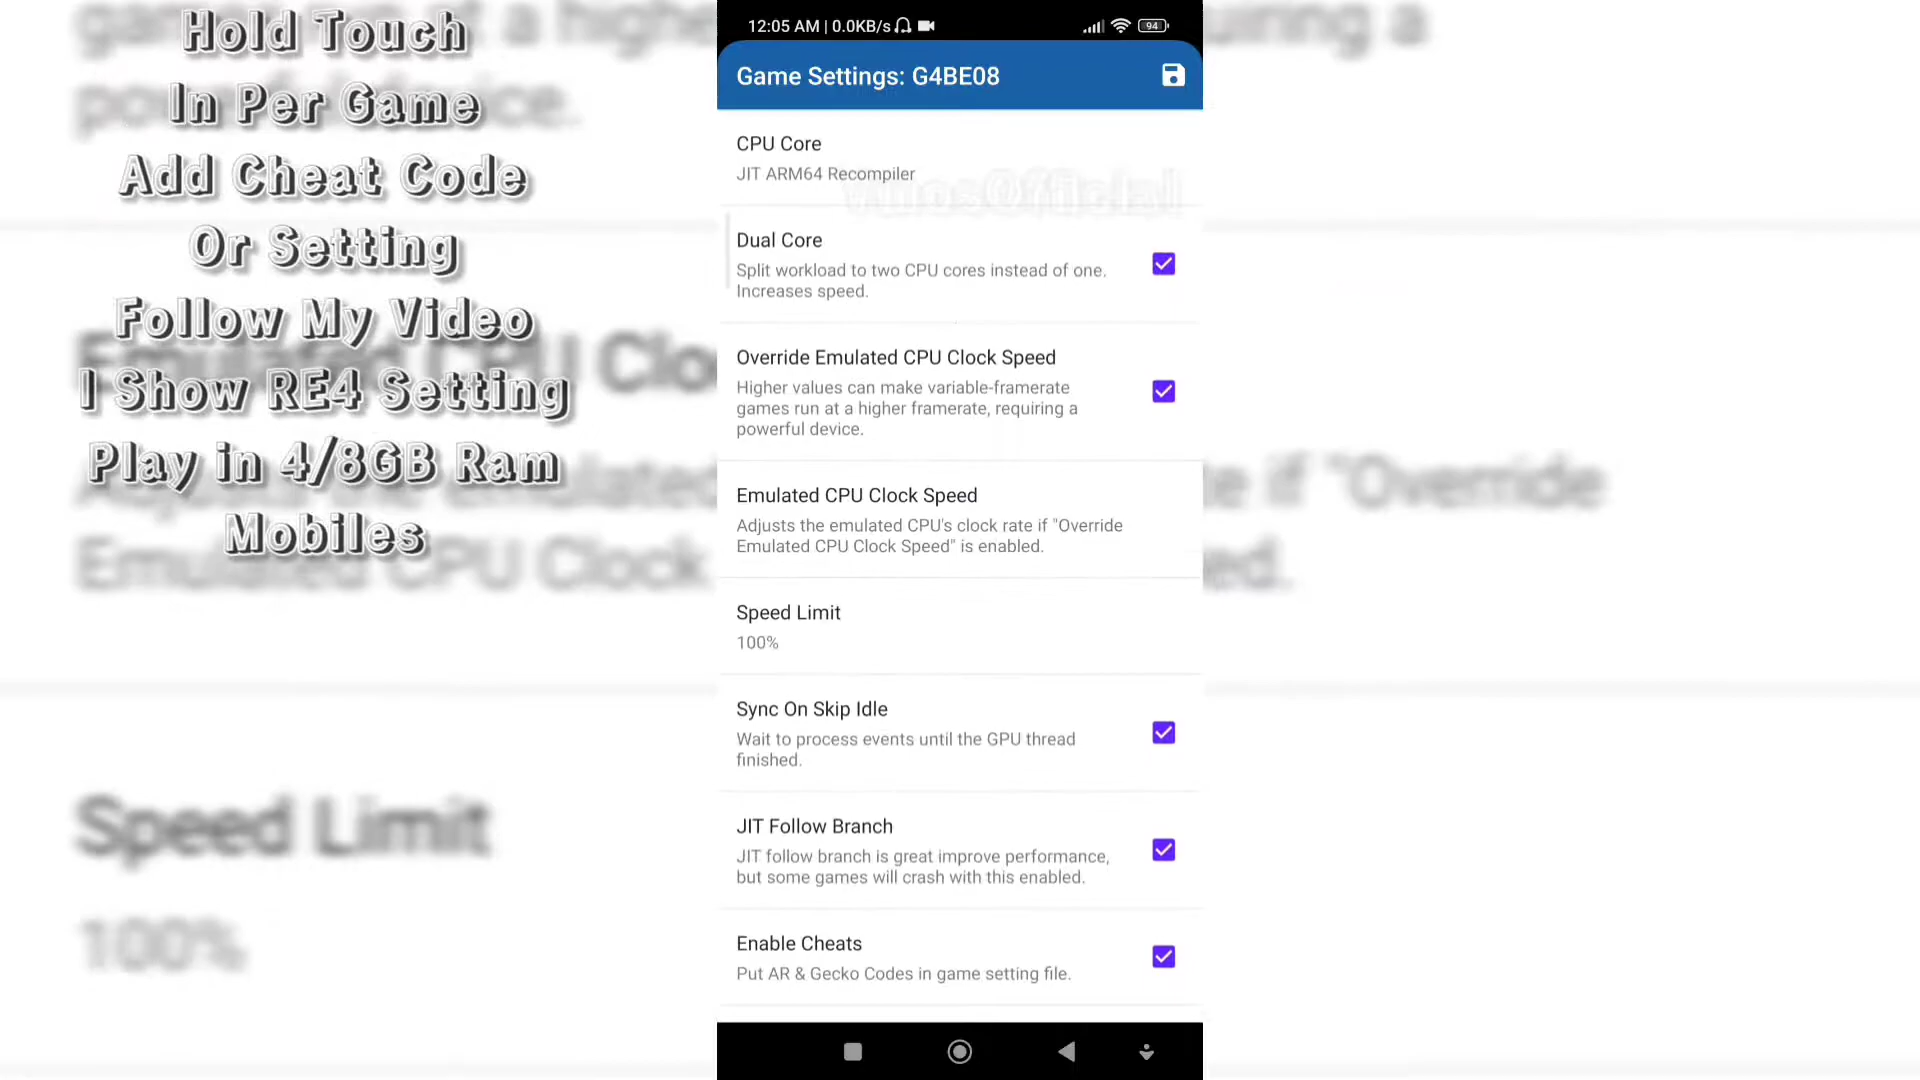 Hold Touch
In Per Game
Add Cheat Code
Or Setting
Follow My Video
I Show RE4 Setting
Play in 4/8GB Ram
Mobiles
12:05 AM | 0.0KB/s
94
Game Settings: G4BE08
CPU Core
JIT ARM64 Recompiler
Dual Core
Split workload to two CPU cores instead of one.
Increases speed.
Override Emulated CPU Clock Speed
Higher values can make variable-framerate
games run at a higher framerate, requiring a
powerful device.
Emulated CPU Clock Speed
Adjusts the emulated CPU's clock rate if "Override
Emulated CPU Clock Speed" is enabled.
Speed Limit
100%
Sync On Skip Idle
Wait to process events until the GPU thread
finished.
JIT Follow Branch
JIT follow branch is great improve performance,
but some games will crash with this enabled.
Enable Cheats
Put AR & Gecko Codes in game setting file.
Speed Limit
100%